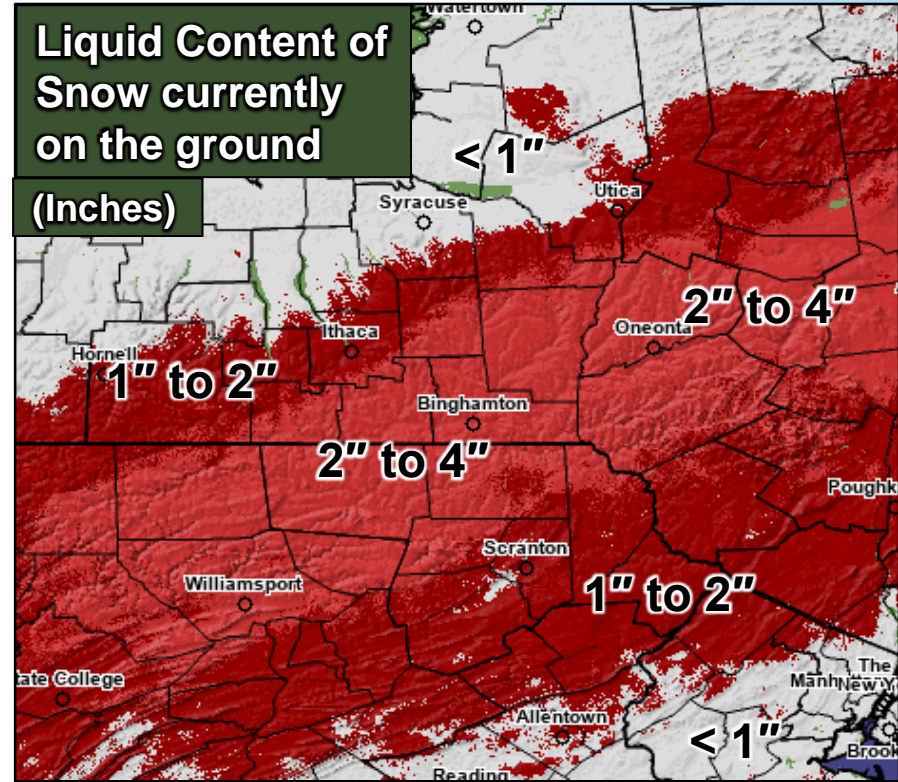 Watertown
Liquid Content of
Snow currently
on the ground
(Inches)
< 1"
Utica
Syracuse
2" to 4"
Oneonta
Ithaca
Hornell
1" to 2"
Binghamton
2" to 4"
Poughk
Scranton
Williamsport
1" to 2"
tate College
The
Manh
New Y
Allentown
< 1"
Brook
Reading